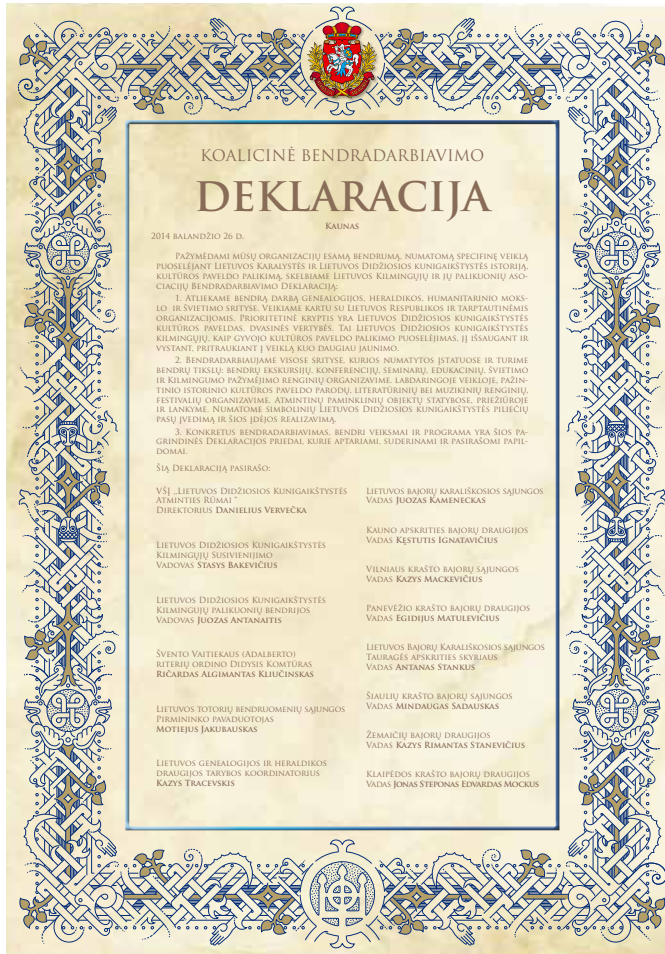 KOALICINĖ BENDRADARBIAVIMO
DEKLARACIJA
KAUNAS
2014 BALANDŽIO 26 D.
PAŽYMĖDAMI MŪSŲ ORGANIZACIJŲ ESAMĄ BENDRUMĄ, NUMATOMĄ SPECIFINĘ VEIKLĄ
PUOSELĖJANT LIETUVOS KARALYSTĖS IR LIETUVOS DIDŽIOSIOS KUNIGAIKŠTYSTĖS ISTORIJĄ,
KULTŪROS PAVELDO PALIKIMĄ, SKELBIAME LIETUVOS KILMINGŲJŲ IR JŲ PALIKUONIŲ ASO-
CIACIJŲ BENDRADARBIAVIMO DEKLARACIJĄ:
1. ATLIEKAME BENDRĄ DARBĄ GENEALOGIJOS, HERALDIKOS, HUMANITARINIO MOKS-
LO IR ŠVIETIMO SRITYSE. VEIKIAME KARTU SU LIETUVOS RESPUBLIKOS IR TARPTAUTINĖMIS
ORGANIZACIJOMIS. PRIORITETINĖ KRYPTIS YRA LIETUVOS DIDŽIOSIOS KUNIGAIKŠTYSTĖS
KULTŪROS PAVELDAS, DVASINĖS VERTYBĖS. TAI LIETUVOS DIDŽIOSIOS KUNIGAIKŠTYSTĖS
KILMINGŲJŲ, KAIP GYVOJO KULTŪROS PAVELDO PALIKIMO PUOSELĖJIMAS, JĮ IŠSAUGANT IR
VYSTANT, PRITRAUKIANT Į VEIKLĄ KUO DAUGIAU JAUNIMO.
2. BENDRADARBIAUJAME VISOSE SRITYSE, KURIOS NUMATYTOS ĮSTATUOSE IR TURIME
BENDRŲ TIKSLŲ: BENDRŲ EKSKURSIJŲ, KONFERENCIJŲ, SEMINARŲ, EDUKACINIŲ, ŠVIETIMO
IR KILMINGUMO PAŽYMĖJIMO RENGINIŲ ORGANIZAVIME, LABDARINGOJE VEIKLOJE, PAŽIN-
TINIO ISTORINIO KULTŪROS PAVELDO PARODŲ, LITERATŪRINIŲ BEI MUZIKINIŲ RENGINIŲ,
FESTIVALIŲ ORGANIZAVIME. ATMINTINŲ PAMINKLINIŲ OBJEKTŲ STATYBOSE, PRIEŽIŪROJE
IR LANKYME. NUMATOME SIMBOLINIŲ LIETUVOS DIDŽIOSIOS KUNIGAIKŠTYSTĖS PILIEČIŲ
PASŲ ĮVEDIMĄ IR ŠIOS IDĖJOS REALIZAVIMĄ.
3. KONKRETUS BENDRADARBIAVIMAS, BENDRI VEIKSMAI IR PROGRAMA YRA ŠIOS PA-
GRINDINĖS DEKLARACIJOS PRIEDAI, KURIE APTARIAMI, SUDERINAMI IR PASIRAŠOMI PAPIL-
DOMAI.
ŠIĄ DEKLARACIJĄ PASIRAŠO:
VŠĮ „LIETUVOS DIDŽIOSIOS KUNIGAIKŠTYSTĖS
ATMINTIES RŪMAI “
DIREKTORIUS DANIELIUS VERVEČKA
LIETUVOS DIDŽIOSIOS KUNIGAIKŠTYSTĖS
KILMINGŲJŲ SUSIVIENIJIMO
VADOVAS STASYS BAKEVIČIUS
LIETUVOS DIDŽIOSIOS KUNIGAIKŠTYSTĖS
KILMINGŲJŲ PALIKUONIŲ BENDRIJOS
VADOVAS JUOZAS ANTANAITIS
ŠVENTO VAITIEKAUS (ADALBERTO)
RITERIŲ ORDINO DIDYSIS KOMTŪRAS
RIČARDAS ALGIMANTAS KLIUČINSKAS
LIETUVOS TOTORIŲ BENDRUOMENIŲ SĄJUNGOS
PIRMININKO PAVADUOTOJAS
MOTIEJUS JAKUBAUSKAS
LIETUVOS GENEALOGIJOS IR HERALDIKOS
DRAUGIJOS TARYBOS KOORDINATORIUS
KAZYS TRACEVSKIS
LIETUVOS BAJORŲ KARALIŠKOSIOS SĄJUNGOS
VADAS JUOZAS KAMENECKAS
KAUNO APSKRITIES BAJORŲ DRAUGIJOS
VADAS KĘSTUTIS IGNATAVIČIUS
VILNIAUS KRAŠTO BAJORŲ SĄJUNGOS
VADAS KAZYS MACKEVIČIUS
PANEVĖŽIO KRAŠTO BAJORŲ DRAUGIJOS
VADAS EGIDIJUS MATULEVIČIUS
LIETUVOS BAJORŲ KARALIŠKOSIOS SĄJUNGOS
TAURAGĖS APSKRITIES SKYRIAUS
VADAS ANTANAS STANKUS
ŠIAULIŲ KRAŠTO BAJORŲ SĄJUNGOS
VADAS MINDAUGAS SADAUSKAS
ŽEMAIČIŲ BAJORŲ DRAUGIJOS
VADAS KAZYS RIMANTAS STANEVIČIUS
KLAIPĖDOS KRAŠTO BAJORŲ DRAUGIJOS
VADAS JONAS STEPONAS EDVARDAS MOCKUS